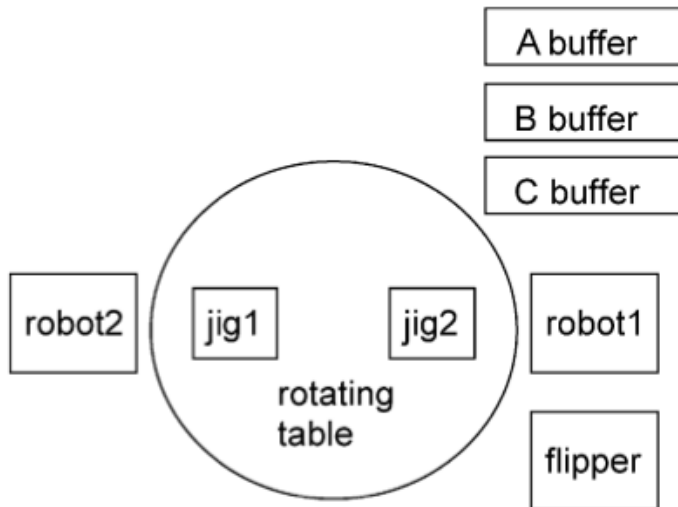 A buffer
B buffer
C buffer
robot2
jig1
jig2
robot1
rotating
table
flipper